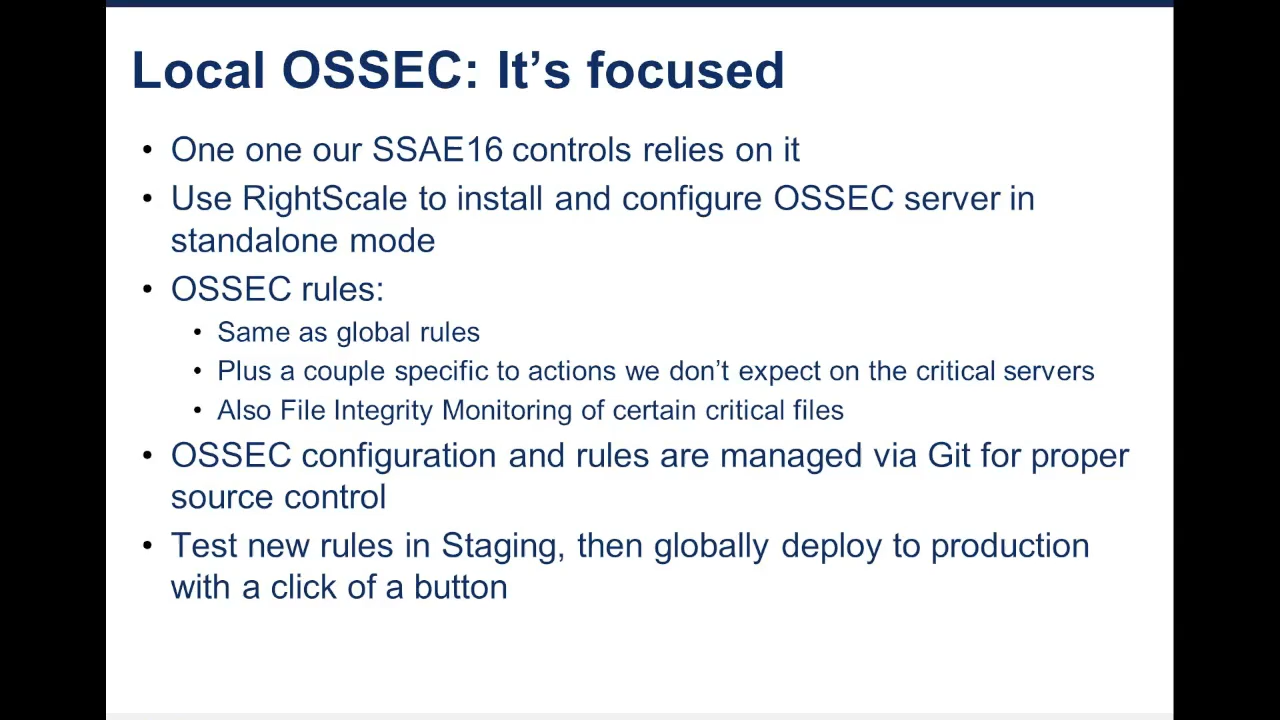 Local OSSEC: It’s focused
• One one our SSAE16 controls relies on it
• Use RightScale to install and configure OSSEC server in
standalone mode
• OSSEC rules:
• Same as global rules
• Plus a couple specific to actions we don’t expect on the critical servers
• Also File Integrity Monitoring of certain critical files
• OSSEC configuration and rules are managed via Git for proper
source control
• Test new rules in Staging, then globally deploy to production
with a click of a button